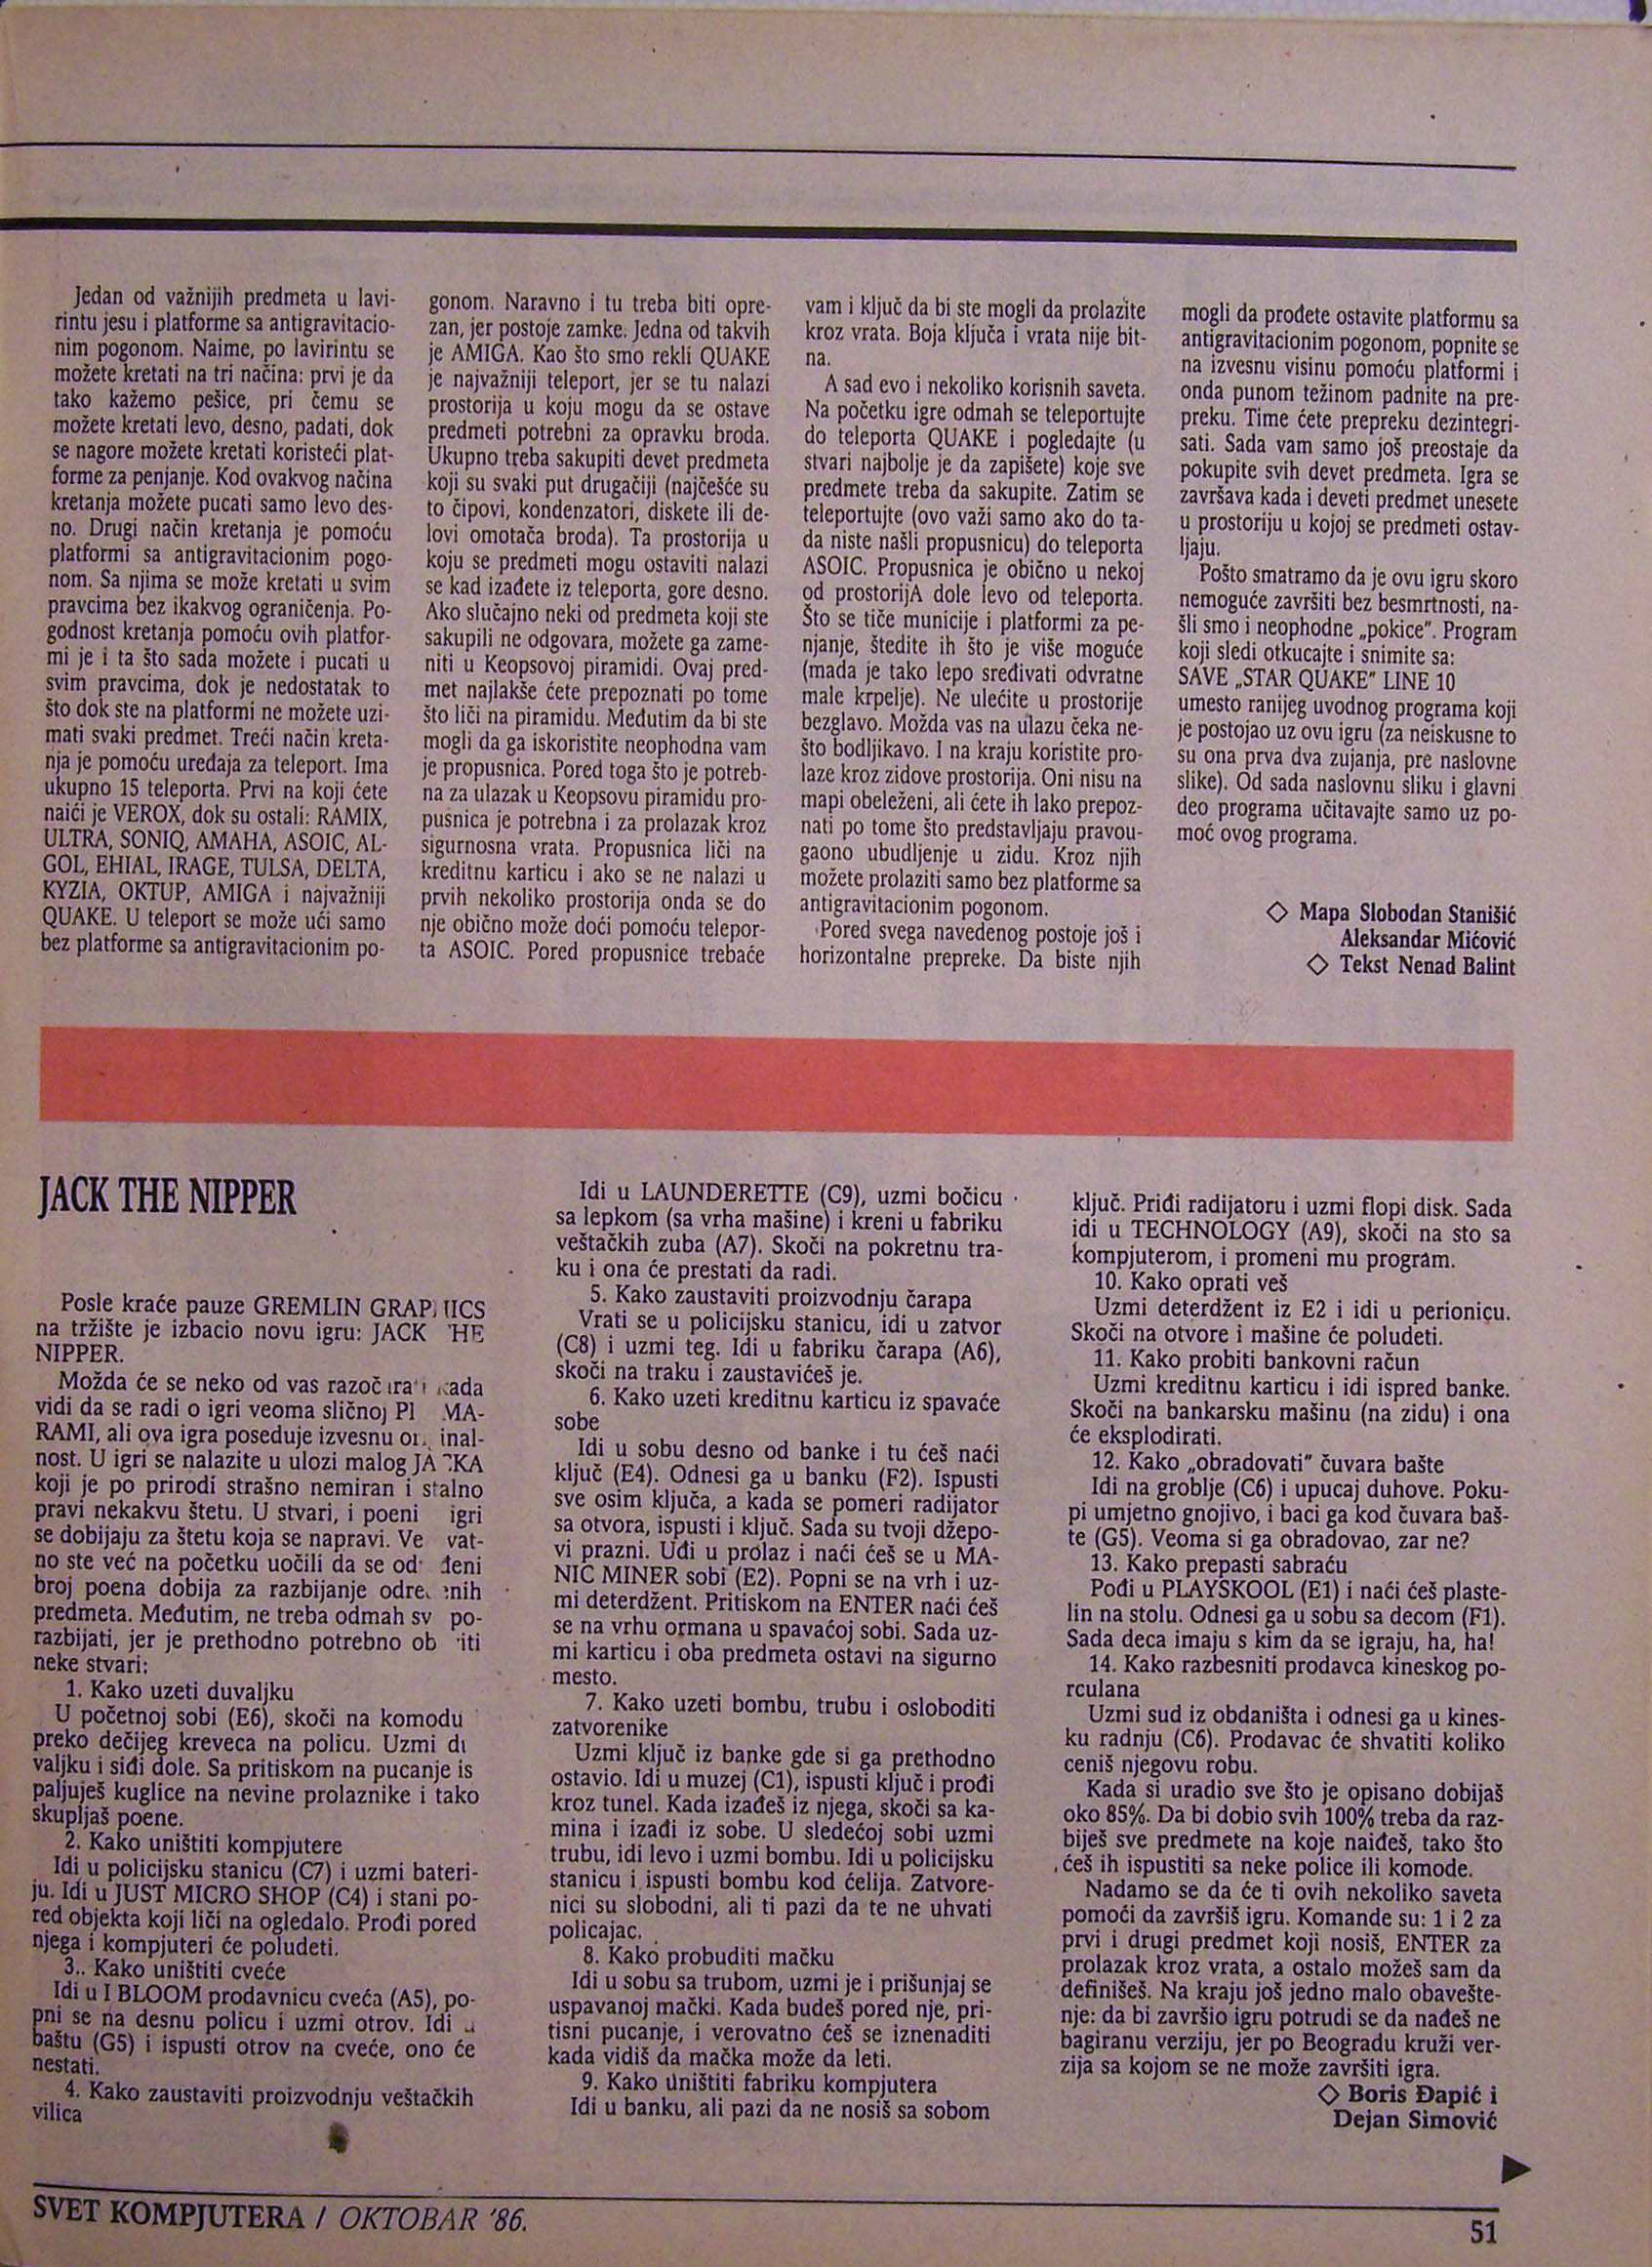 Jedan od važnijih predmeta u lavi-
rintu jesu i platforme sa antigravitacio-
nim pogonom. Naime, po lavirintu se
možete kretati na tri načina: prvi je da
tako kažemo pešice, pri čemu se
možete kretati levo, desno, padati, dok
se nagore možete kretati koristeći plat-
forme za penjanje. Kod ovakvog načina
kretanja možete pucati samo levo des-
no. Drugi način kretanja je pomoću
platformi sa antigravitacionim pogo-
nom. Sa njima se može kretati u svim
pravcima bez ikakvog ograničenja. Po-
godnost kretanja pomoću ovih platfor-
mi je i ta što sada možete i pucati u
svim pravcima, dok je nedostatak to
što dok ste na platformi ne možete uzi-
mati svaki predmet. Treći način kreta-
nja je pomoću uređaja za teleport. Ima
ukupno 15 teleporta. Prvi na koji ćete
naići je VEROX, dok su ostali: RAMIX,
ULTRA, SONIQ, AMAHA, ASOIC, AL-
GOL, EHIAL, IRAGE, TULSA, DELTA,
KYZIA, OKTUP, AMIGA i najvažniji
QUAKE. U teleport se može ući samo
bez platforme sa antigravitacionim po-
gonom. Naravno i tu treba biti opre-
zan, jer postoje zamke. Jedna od takvih
je AMIGA. Kao što smo rekli QUAKE
je najvažniji teleport, jer se tu nalazi
prostorija u koju mogu da se ostave
predmeti potrebni za opravku broda.
Ukupno treba sakupiti devet predmeta
koji su svaki put drugačiji (najčešće su
to čipovi, kondenzatori, diskete ili de-
lovi omotača broda). Ta prostorija u
koju se predmeti mogu ostaviti nalazi
se kad izađete iz teleporta, gore desno.
Ako slučajno neki od predmeta koji ste
sakupili ne odgovara, možete ga zame-
niti u Keopsovoj piramidi. Ovaj pred-
met najlakše ćete prepoznati po tome
što liči na piramidu. Međutim da bi ste
mogli da ga iskoristite neophodna vam
je propusnica. Pored toga što je potreb-
na za ulazak u Keopsovu piramidu pro-
pusnica je potrebna i za prolazak kroz
sigurnosna vrata. Propusnica liči na
kreditnu karticu i ako se ne nalazi u
prvih nekoliko prostorija onda se do
nje obično može doći pomoću telepor-
ta ASOIC. Pored propusnice trebaće
vam i ključ da bi ste mogli da prolazite
kroz vrata. Boja ključa i vrata nije bit-
na.
A sad evo i nekoliko korisnih saveta.
Na početku igre odmah se teleportujte
do teleporta QUAKE i pogledajte (u
stvari najbolje je da zapišete) koje sve
predmete treba da sakupite. Zatim se
teleportujte (ovo važi samo ako do ta-
da niste našli propusnicu) do teleporta
ASOIC. Propusnica je obično u nekoj
od prostorijA dole levo od teleporta.
Što se tiče municije i platformi za pe-
njanje, štedite ih što je više moguće
(mada je tako lepo sređivati odvratne
male krpelje). Ne ulećite u prostorije
bezglavo. Možda vas na ulazu čeka ne-
što bodljikavo. I na kraju koristite pro-
laze kroz zidove prostorija. Oni nisu na
mapi obeleženi, ali ćete ih lako prepoz-
nati po tome što predstavljaju pravou-
gaono ubudljenje u zidu. Kroz njih
možete prolaziti samo bez platforme sa
antigravitacionim pogonom.
Pored svega navedenog postoje još i
horizontalne prepreke. Da biste njih
mogli da prođete ostavite platformu sa
antigravitacionim pogonom, popnite se
na izvesnu visinu pomoću platformi i
onda punom težinom padnite na pre-
preku. Time ćete prepreku dezintegri-
sati. Sada vam samo još preostaje da
pokupite svih devet predmeta. Igra se
završava kada i deveti predmet unesete
u prostoriju u kojoj se predmeti ostav-
ljaju.
Pošto smatramo da je ovu igru skoro
nemoguće završiti bez besmrtnosti, na-
šli smo i neophodne „pokice”. Program
koji sledi otkucajte i snimite sa:
SAVE „STAR QUAKE” LINE 10
umesto ranijeg uvodnog programa koji
je postojao uz ovu igru (za neiskusne to
su ona prva dva zujanja, pre naslovne
slike). Od sada naslovnu sliku i glavni
deo programa učitavajte samo uz po-
moć ovog programa.
◇ Mapa Slobodan Stanišić
Aleksandar Mićović
◇ Tekst Nenad Balint
JACK THE NIPPER
Posle kraće pauze GREMLIN
na tržište je izbacio novu igru: JACK
NIPPER.
Možda će se neko od vas
vidi da se radi o igri veoma sličnoj
RAMI, ali ova igra poseduje izvesnu
nost. U igri se nalazite u ulozi malog
koji je po prirodi strašno nemiran i stalno
pravi nekakvu štetu. U stvari, i poeni igri
se dobijaju za štetu koja se napravi. Ve vat-
no ste već na početku uočili da se
broj poena dobija za razbijanje
predmeta. Međutim, ne treba odmah sv po-
razbijati, jer je prethodno potrebno
neke stvari:
1. Kako uzeti duvaljku
U početnoj sobi (E6), skoči na komodu
preko dečijeg kreveca na policu. Uzmi
valjku i siđi dole. Sa pritiskom na pucanje is
paljuješ kuglice na nevine prolaznike i tako
skupljaš poene.
2. Kako uništiti kompjutere
Idi u policijsku stanicu (C7) i uzmi bateri-
ju. Idi u JUST MICRO SHOP (C4) i stani po-
red objekta koji liči na ogledalo. Prođi pored
njega i kompjuteri će poludeti.
3.. Kako uništiti cveće
Idi u I BLOOM prodavnicu cveća (A5), po-
pni se na desnu policu i uzmi otrov. Idi
baštu (G5) i ispusti otrov na cveće, ono će
nestati.
4. Kako zaustaviti proizvodnju veštačkih
vilica
Idi u LAUNDERETTE (C9), uzmi bočicu
sa lepkom (sa vrha mašine) i kreni u fabriku
veštačkih zuba (A7). Skoči na pokretnu tra-
ku i ona će prestati da radi.
5. Kako zaustaviti proizvodnju čarapa
Vrati se u policijsku stanicu, idi u zatvor
(C8) i uzmi teg. Idi u fabriku čarapa (A6),
skoči na traku i zaustavićeš je.
6. Kako uzeti kreditnu karticu iz spavaće
sobe
Idi u sobu desno od banke i tu ćeš naći
ključ (E4). Odnesi ga u banku (F2). Ispusti
sve osim ključa, a kada se pomeri radijator
sa otvora, ispusti i ključ. Sada su tvoji džepo-
vi prazni. Uđi u prolaz i naći ćeš se u MA-
NIC MINER sobi (E2). Popni se na vrh i uz-
mi deterdžent. Pritiskom na ENTER naći ćeš
se na vrhu ormana u spavaćoj sobi. Sada uz-
mi karticu i oba predmeta ostavi na sigurno
mesto.
7. Kako uzeti bombu, trubu i osloboditi
zatvorenike
Uzmi ključ iz banke gde si ga prethodno
ostavio. Idi u muzej (C1), ispusti ključ i prođi
kroz tunel. Kada izađeš iz njega, skoči sa ka-
mina i izađi iz sobe. U sledećoj sobi uzmi
trubu, idi levo i uzmi bombu. Idi u policijsku
stanicu i ispusti bombu kod ćelija. Zatvore-
nici su slobodni, ali ti pazi da te ne uhvati
policajac.
8. Kako probuditi mačku
Idi u sobu sa trubom, uzmi je i prišunjaj se
uspavanoj mački. Kada budeš pored nje, pri-
tisni pucanje, i verovatno ćeš se iznenaditi
kada vidiš da mačka može da leti.
9. Kako uništiti fabriku kompjutera
Idi u banku, ali pazi da ne nosiš sa sobom
ključ. Priđi radijatoru i uzmi flopi disk. Sada
idi u TECHNOLOGY (A9), skoči na sto sa
kompjuterom, i promeni mu program.
10. Kako oprati veš
Uzmi deterdžent iz E2 i idi u perionicu.
Skoči na otvore i mašine će poludeti.
11. Kako probiti bankovni račun
Uzmi kreditnu karticu i idi ispred banke.
Skoči na bankarsku mašinu (na zidu) i ona
će eksplodirati.
12. Kako „obradovati” čuvara bašte
Idi na groblje (C6) i upucaj duhove. Poku-
pi umjetno gnojivo, i baci ga kod čuvara baš-
te (G5). Veoma si ga obradovao, zar ne?
13. Kako prepasti sabraću
Pođi u PLAYSKOOL (E1) i naći ćeš plaste-
lin na stolu. Odnesi ga u sobu sa decom (F1).
Sada deca imaju s kim da se igraju, ha, ha!
14. Kako razbesniti prodavca kineskog po-
rculana
Uzmi sud iz obdaništa i odnesi ga u kines-
ku radnju (C6). Prodavac će shvatiti koliko
ceniš njegovu robu.
Kada si uradio sve što je opisano dobijaš
oko 85%. Da bi dobio svih 100% treba da raz-
biješ sve predmete na koje naiđeš, tako što
ćeš ih ispustiti sa neke police ili komode.
Nadamo se da će ti ovih nekoliko saveta
pomoći da završiš igru. Komande su: 1 i 2 za
prvi i drugi predmet koji nosiš, ENTER za
prolazak kroz vrata, a ostalo možeš sam da
definišeš. Na kraju još jedno malo obavešte-
nje: da bi završio igru potrudi se da nađeš ne
bagiranu verziju, jer po Beogradu kruži ver-
zija sa kojom se ne može završiti igra.
◇ Boris Đapić i
Dejan Simović
SVET KOMPJUTERA / OKTOBAR '86.
51